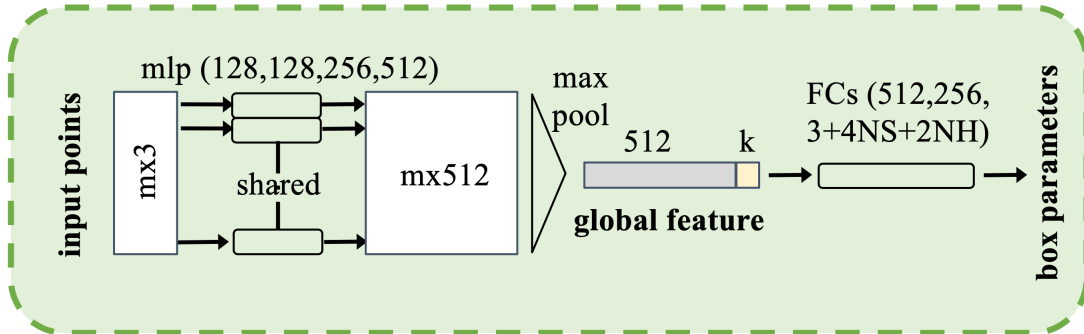 input points
mx3
mlp (128,128,256,512)
shared
mx512
max
pool
512
k
global feature
FCs (512,256,
3+4NS+2NH)
box parameters